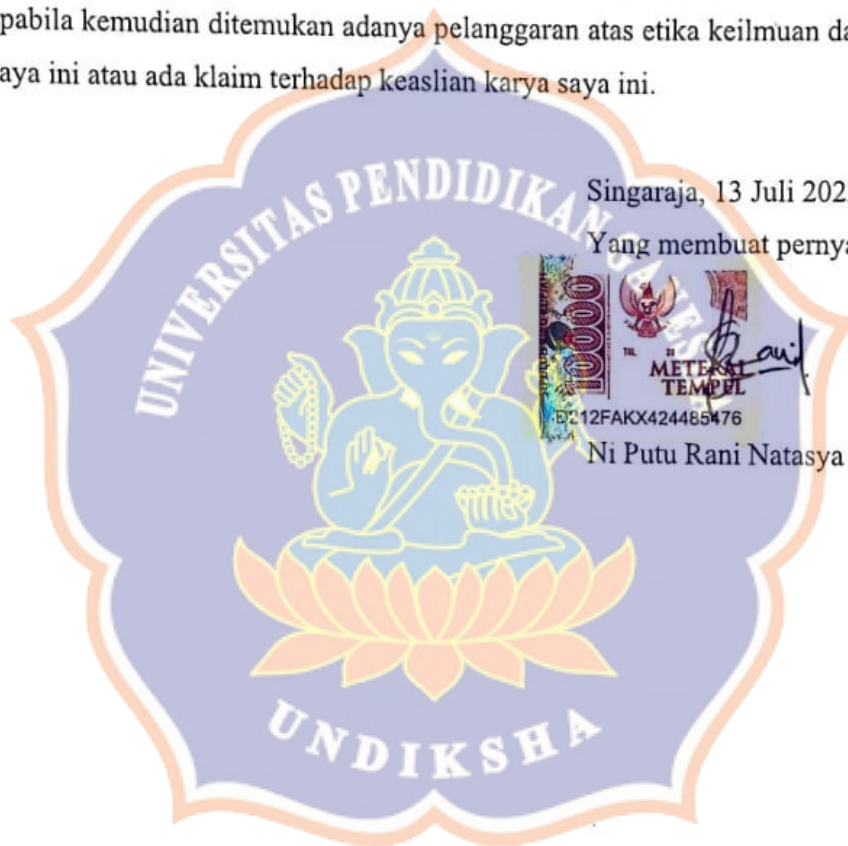 pabila kemudian ditemukan adanya pelanggaran atas etika keilmuan da
aya ini atau ada klaim terhadap keaslian karya saya ini.
Singaraja, 13 Juli 202
Yang membuat pernya
UNIVERSITAS PENDIDIKAN GANESHA
10000
TGL. 20
METERAI
TEMPEL
D212FAKX424485476
Ni Putu Rani Natasya
UNDIKSHA